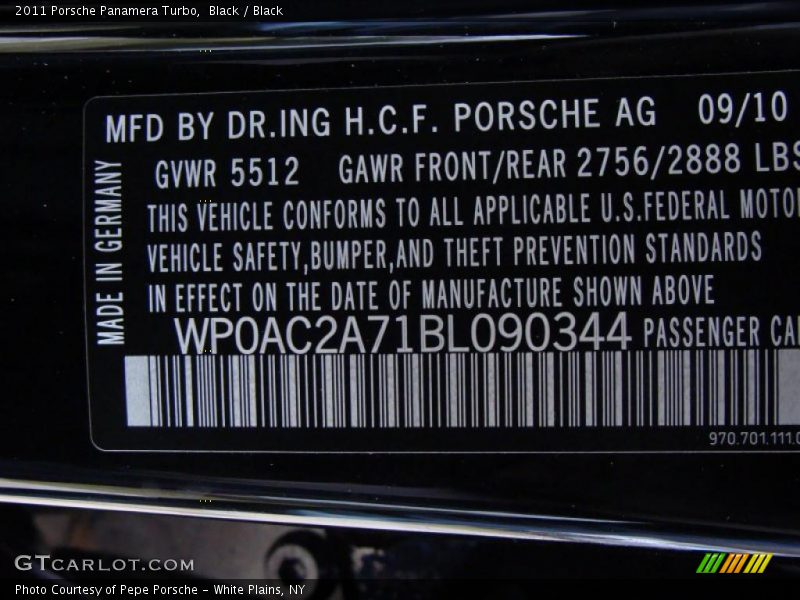 2011 Porsche Panamera Turbo, Black / Black
MFD BY DR.ING H.C.F. PORSCHE AG 09/10
GVWR 5512 GAWR FRONT/REAR 2756/2888 LBS
MADE IN GERMANY
THIS VEHICLE CONFORMS TO ALL APPLICABLE U.S.FEDERAL MOTOR
VEHICLE SAFETY,BUMPER,AND THEFT PREVENTION STANDARDS
IN EFFECT ON THE DATE OF MANUFACTURE SHOWN ABOVE
WP0AC2A71BL090344 PASSENGER CAR
970.701.111.0
GTCARLOT.COM
Photo Courtesy of Pepe Porsche - White Plains, NY